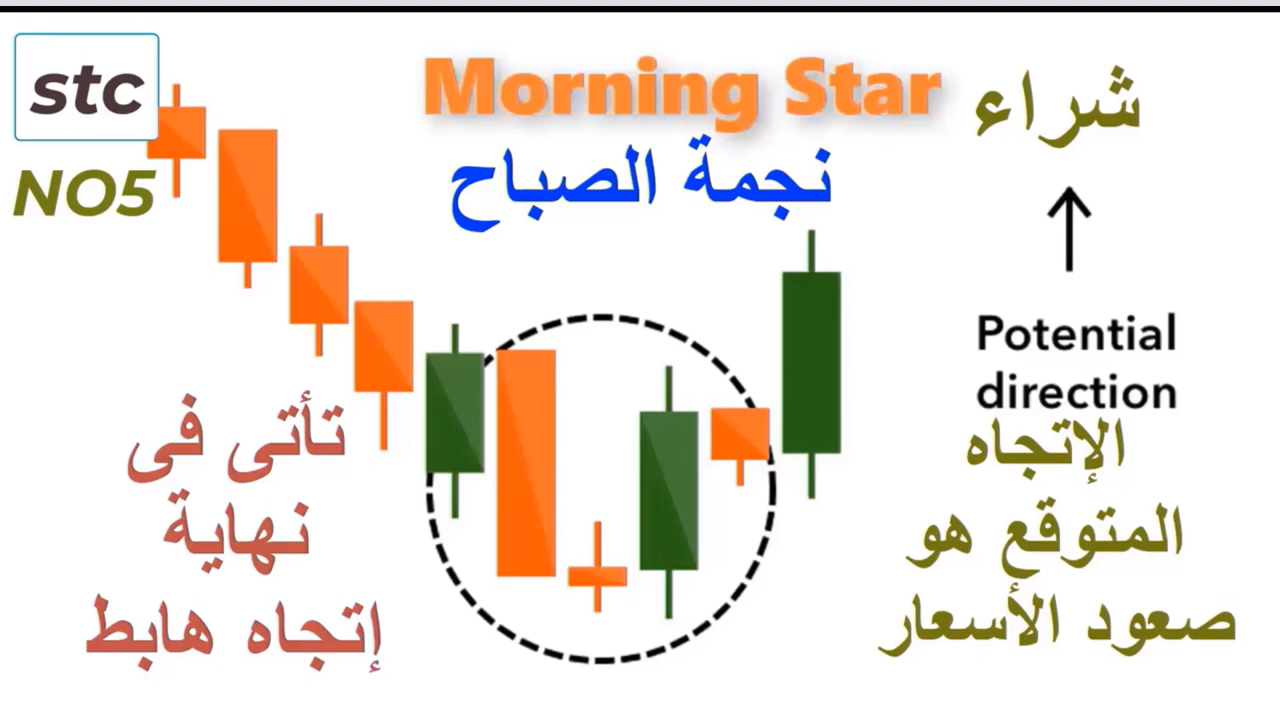 stc
NO5
Morning Star
نجمة الصباح
شراء
Potential
direction
الإتجاه
المتوقع هو
صعود الأسعار
تأتى فى
نهاية
إتجاه هابط